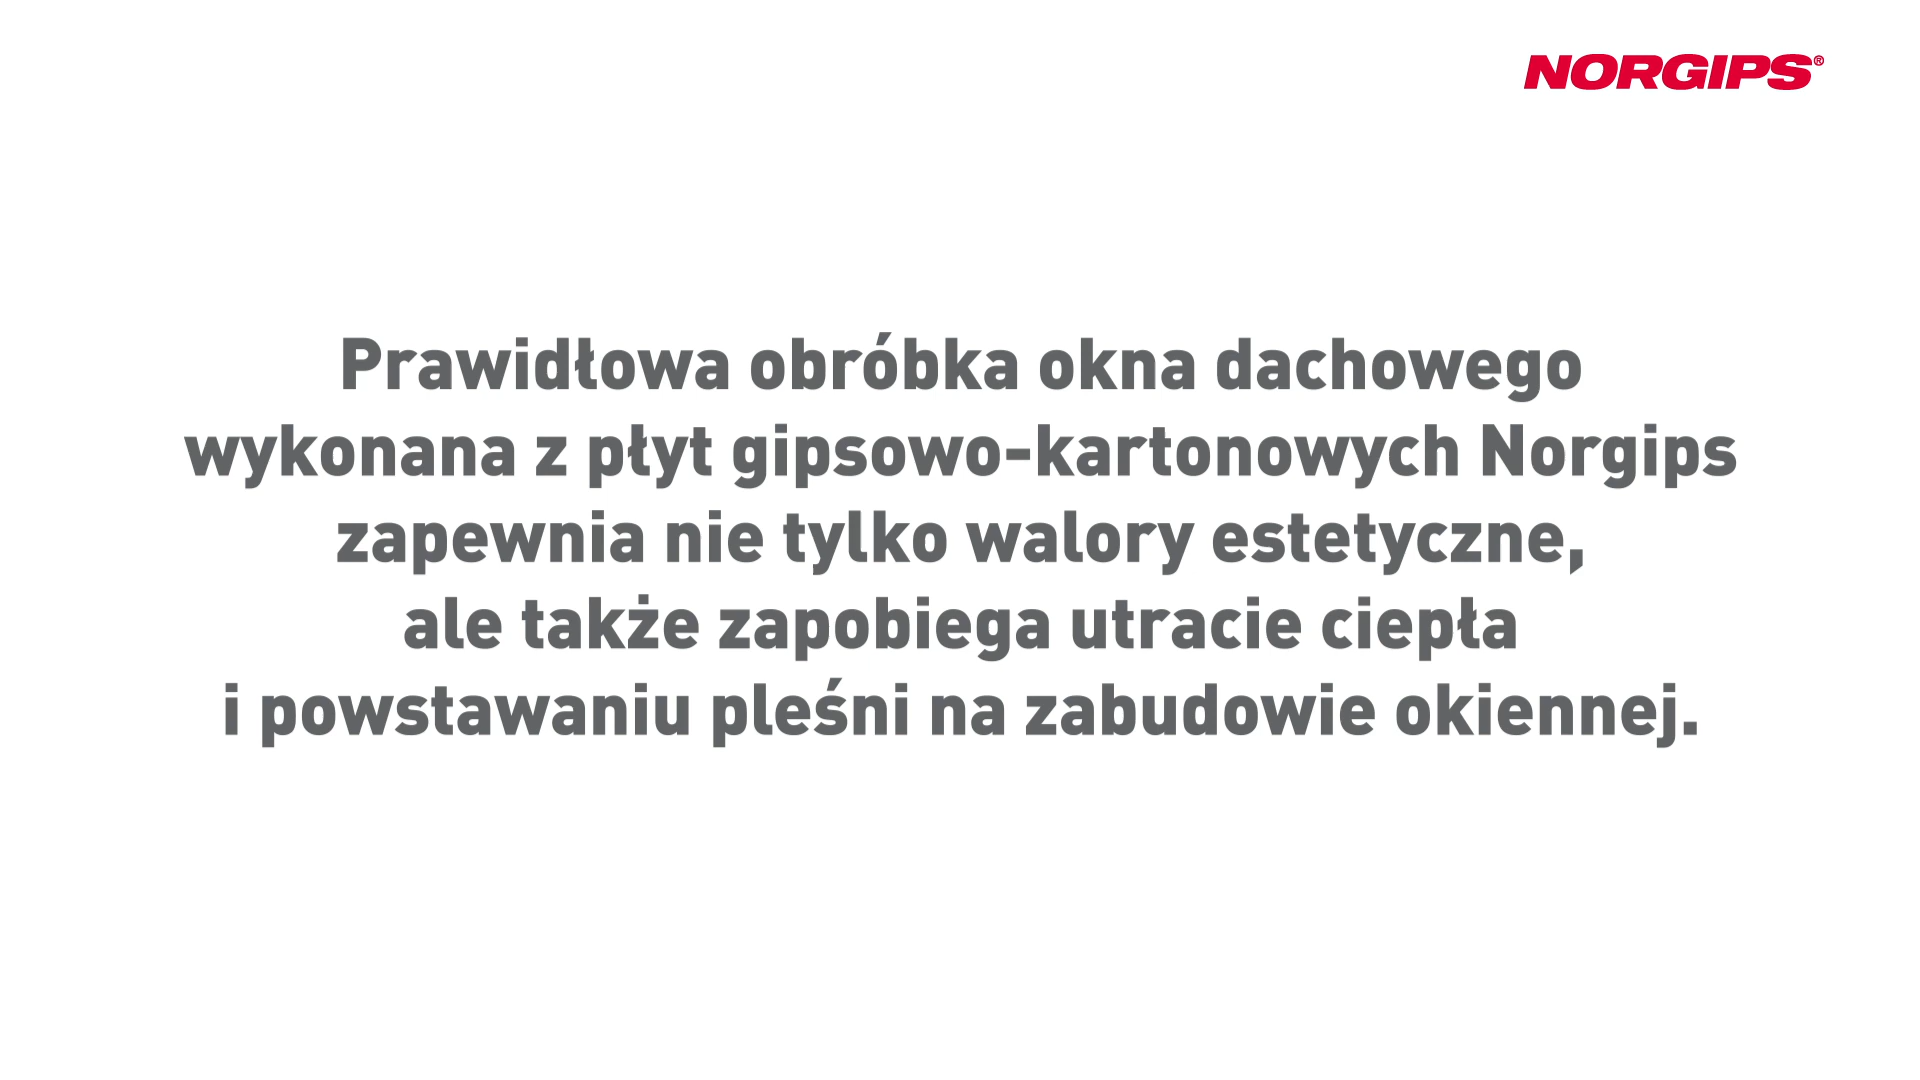 NORGIPS®
Prawidłowa obróbka okna dachowego
wykonana z płyt gipsowo-kartonowych Norgips
zapewnia nie tylko walory estetyczne,
ale także zapobiega utracie ciepła
i powstawaniu pleśni na zabudowie okiennej.